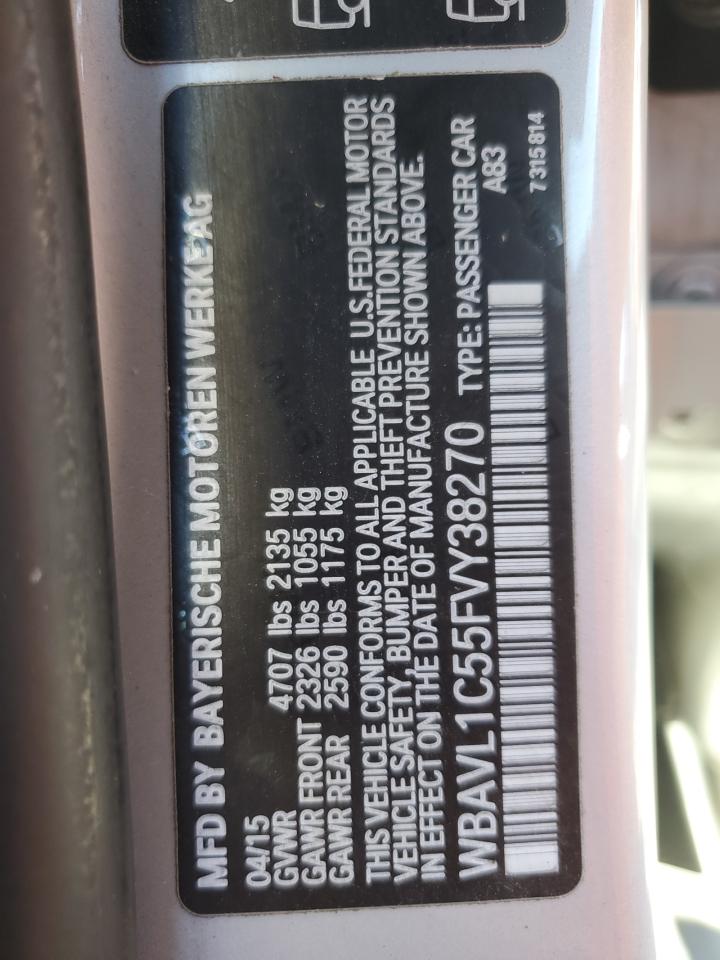 MFD BY BAYERISCHE MOTOREN WERKE AG
04/15
GVWR 4707 lbs 2135 kg
GAWR FRONT 2326 lbs 1055 kg
GAWR REAR 2590 lbs 1175 kg
THIS VEHICLE CONFORMS TO ALL APPLICABLE U.S.FEDERAL MOTOR
VEHICLE SAFETY, BUMPER AND THEFT PREVENTION STANDARDS
IN EFFECT ON THE DATE OF MANUFACTURE SHOWN ABOVE.
WBAVL1C55FVY38270 TYPE: PASSENGER CAR
A83
7 315 814